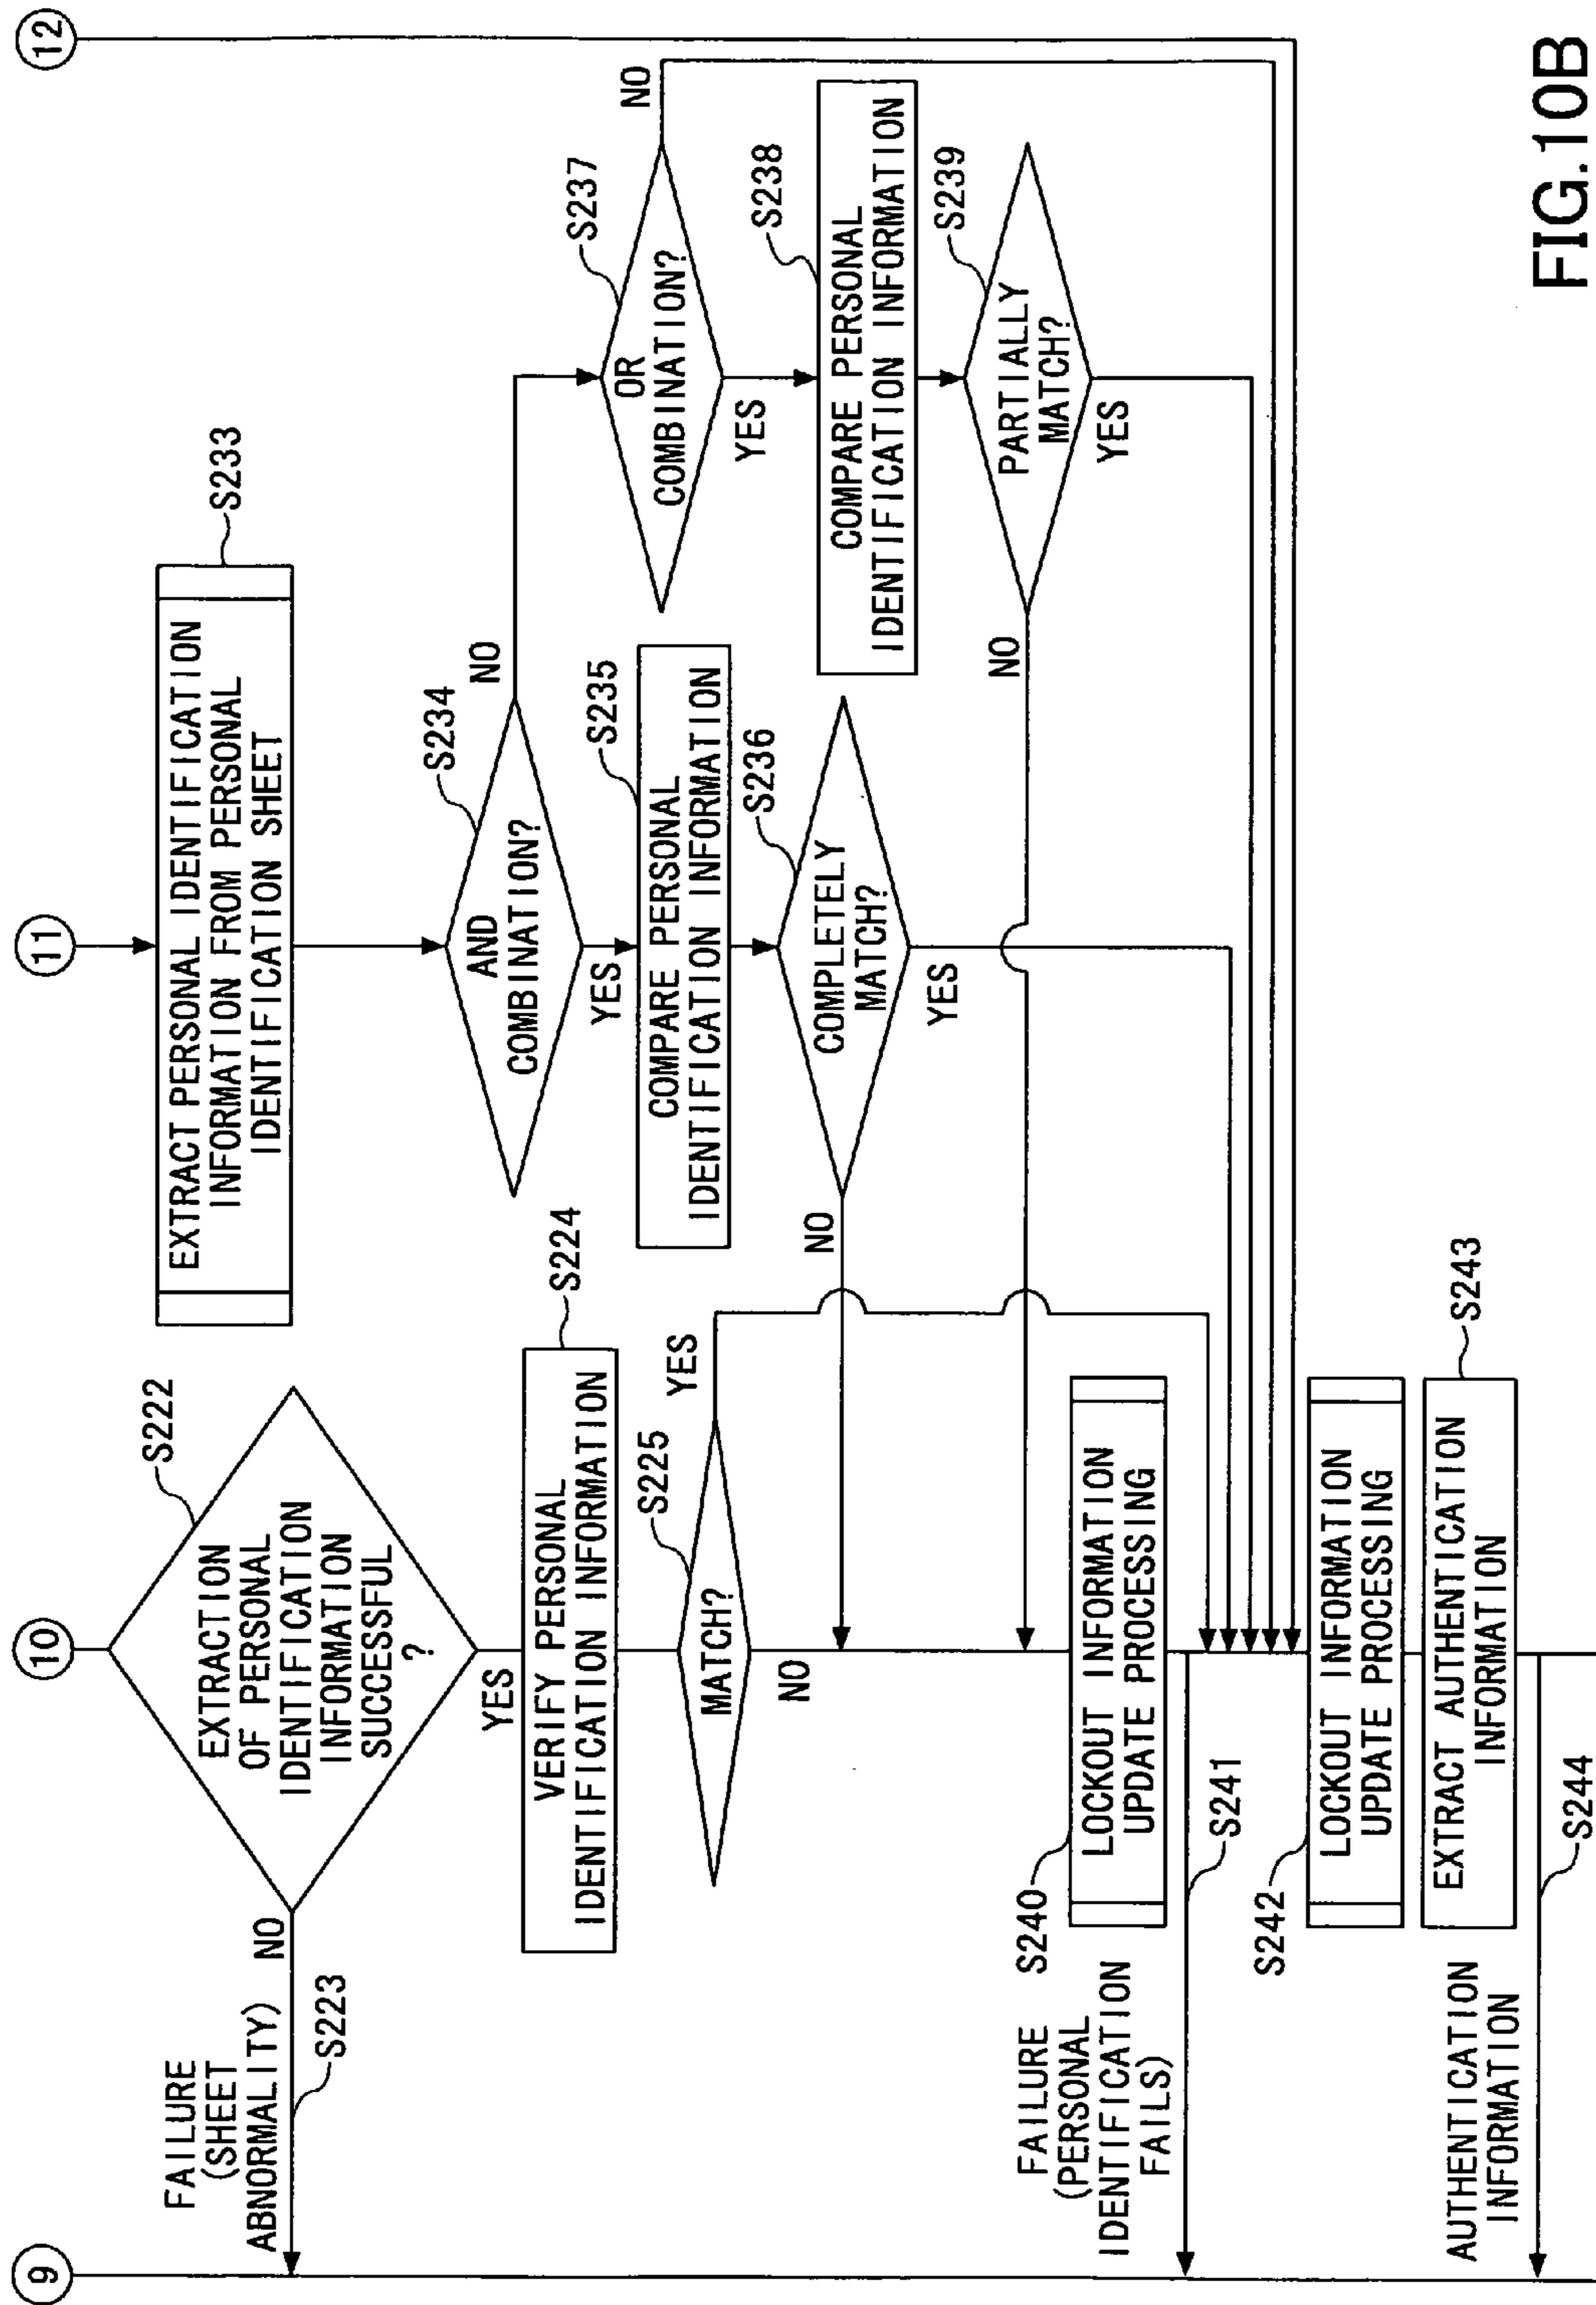 9
10
11
12
FAILURE
(SHEET
ABNORMALITY)
NO
S223
EXTRACTION
OF PERSONAL
IDENTIFICATION
INFORMATION
SUCCESSFUL
?
S222
YES
VERIFY PERSONAL
IDENTIFICATION INFORMATION
S224
MATCH?
S225
YES
NO
EXTRACT PERSONAL IDENTIFICATION
INFORMATION FROM PERSONAL
IDENTIFICATION SHEET
S233
AND
COMBINATION?
S234
NO
YES
COMPARE PERSONAL
IDENTIFICATION INFORMATION
S235
COMPLETELY
MATCH?
S236
NO
YES
OR
COMBINATION?
S237
NO
YES
COMPARE PERSONAL
IDENTIFICATION INFORMATION
S238
PARTIALLY
MATCH?
S239
NO
YES
S240
LOCKOUT INFORMATION
UPDATE PROCESSING
FAILURE
(PERSONAL
IDENTIFICATION
FAILS)
S241
S242
LOCKOUT INFORMATION
UPDATE PROCESSING
EXTRACT AUTHENTICATION
INFORMATION
S243
AUTHENTICATION
INFORMATION
S244
FIG.10B